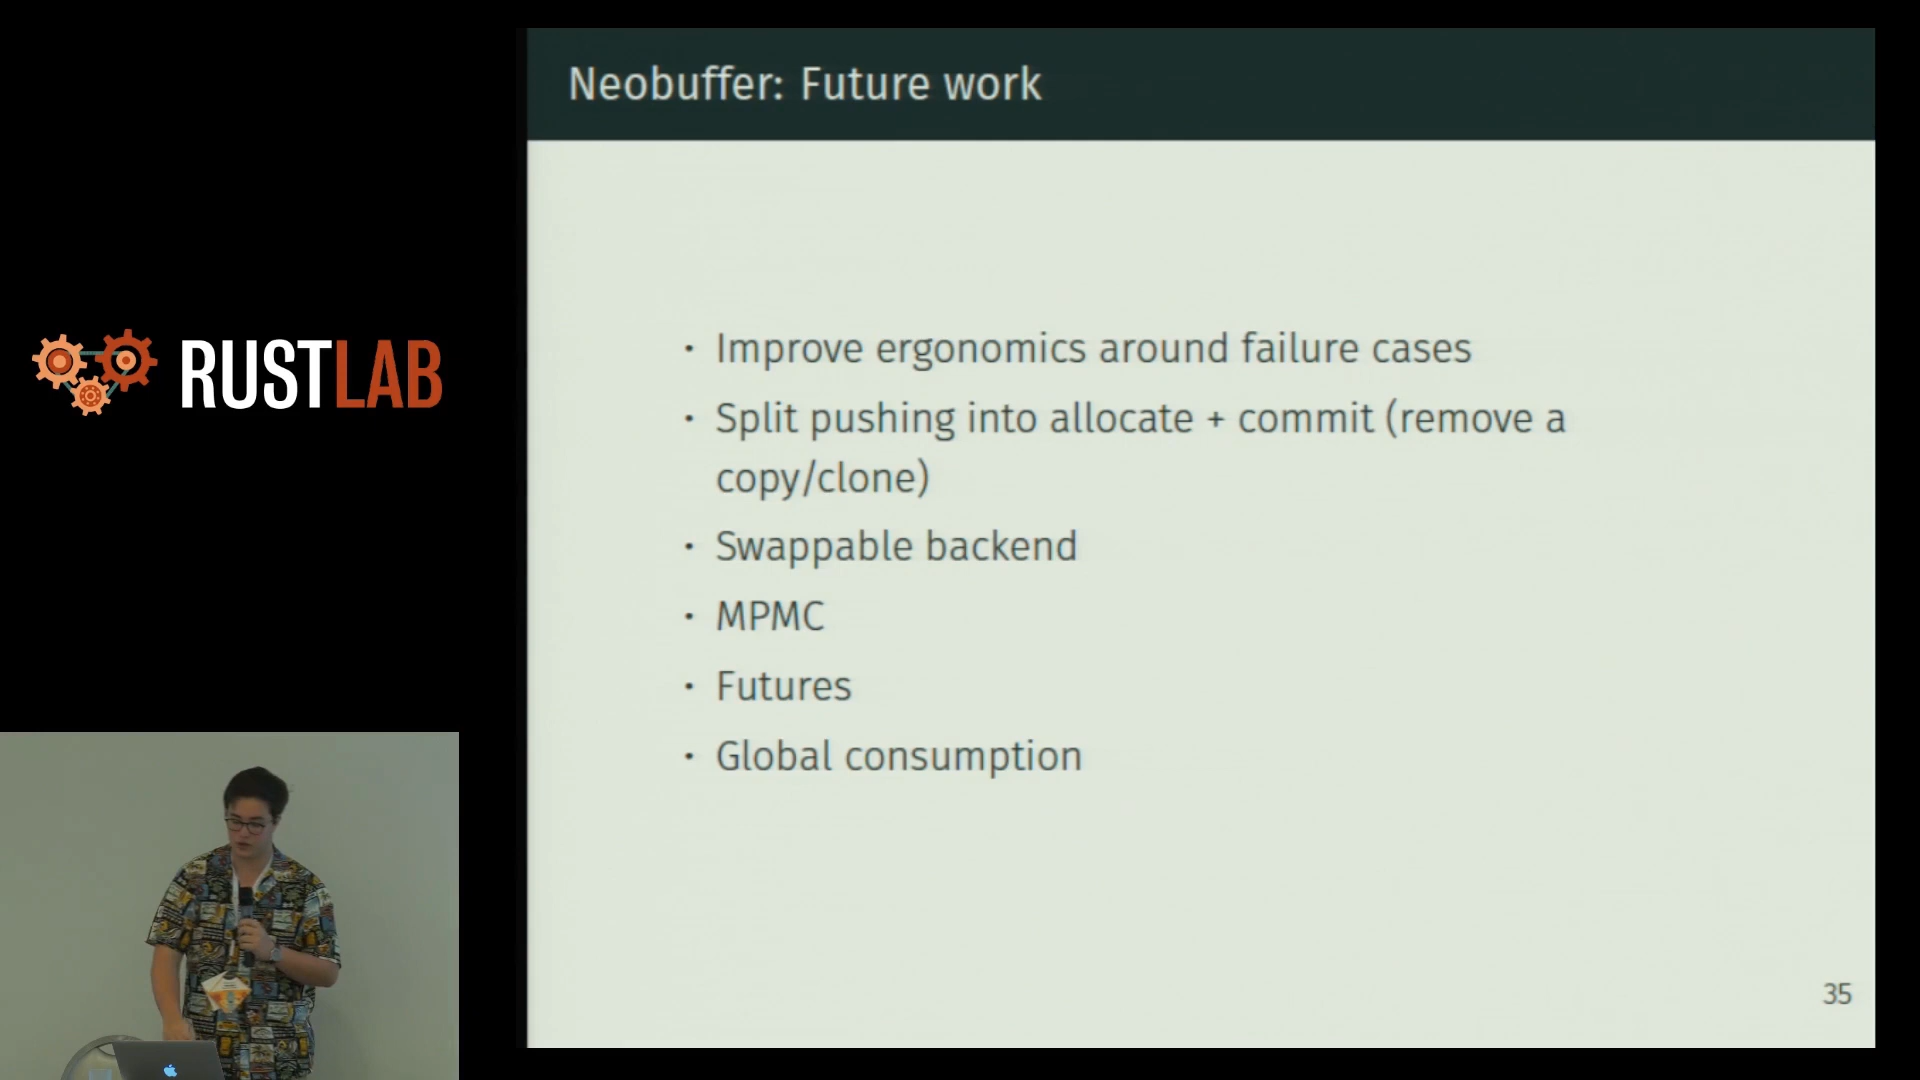 Neobuffer: Future work
RUSTLAB
• Improve ergonomics around failure cases
• Split pushing into allocate + commit (remove a
copy/clone)
• Swappable backend
• MPMC
• Futures
• Global consumption
35